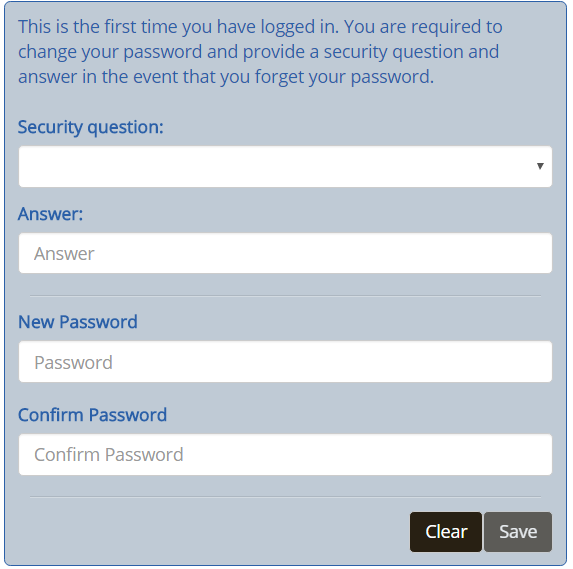 This is the first time you have logged in. You are required to
change your password and provide a security question and
answer in the event that you forget your password.
Security question:
Answer:
Answer
New Password
Password
Confirm Password
Confirm Password
Clear Save